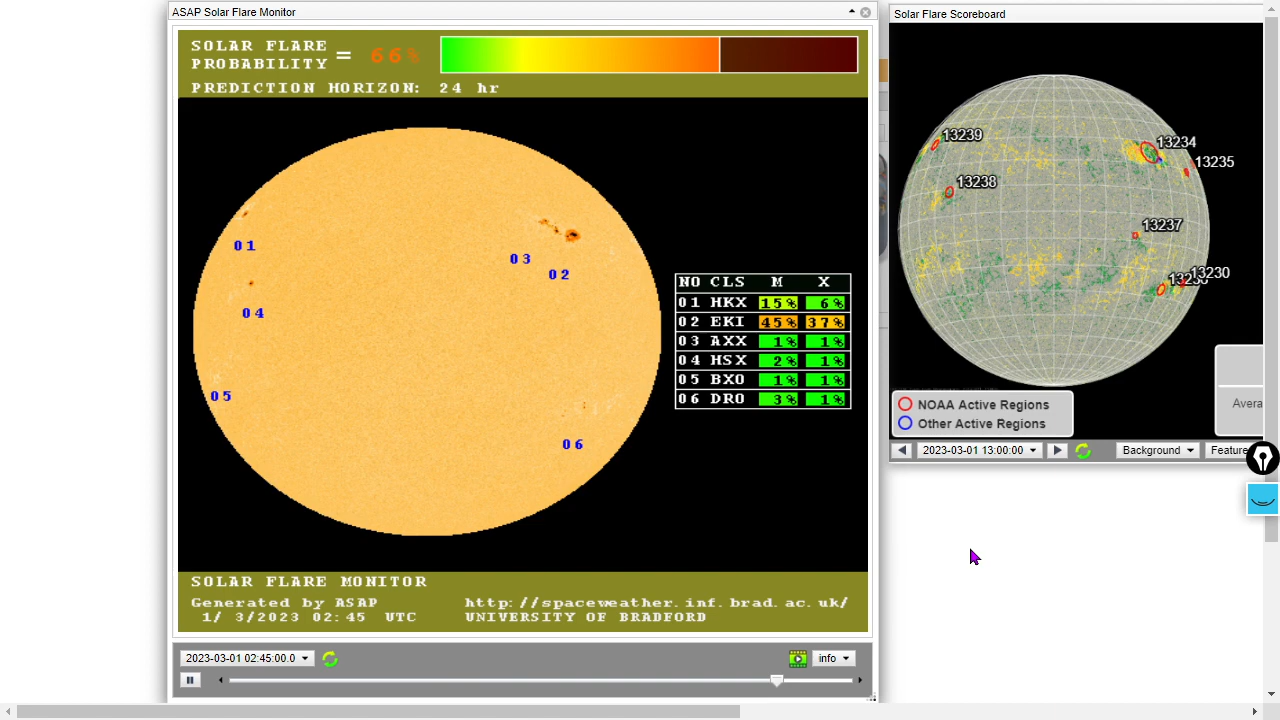 ASAP Solar Flare Monitor
SOLAR FLARE
PROBABILITY = 66%
PREDICTION HORIZON: 24 hr
01
03
02
04
05
06
NO CLS M X
01 HKX 15% 6%
02 EKI 45% 37%
03 AXX 1% 1%
04 HSX 2% 1%
05 BXO 1% 1%
06 DRO 3% 1%
SOLAR FLARE MONITOR
Generated by ASAP http://spaceweather.inf.brad.ac.uk/
1/ 3/2023 02:45 UTC UNIVERSITY OF BRADFORD
2023-03-01 02:45:00.0
info
Solar Flare Scoreboard
13239
13234
13235
13238
13237
13230
NOAA Active Regions
Other Active Regions
Avera
2023-03-01 13:00:00 Background Feature